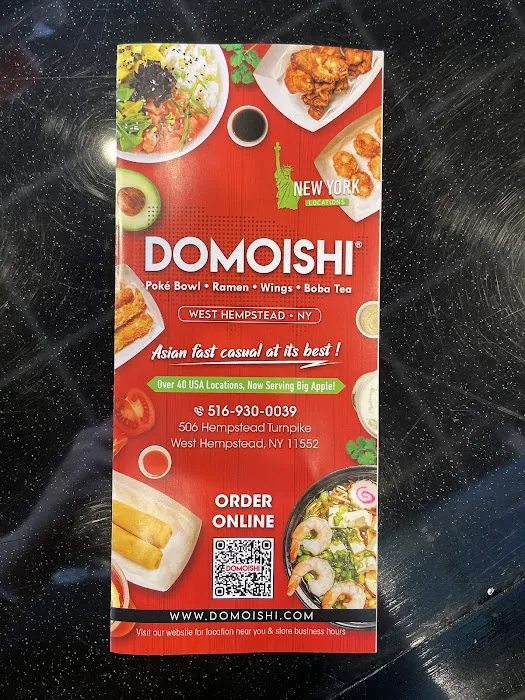 NEW YORK
LOCATIONS
DOMOISHI®
Poké Bowl • Ramen • Wings • Boba Tea
WEST HEMPSTEAD • NY
Asian fast casual at its best !
Over 40 USA Locations, Now Serving Big Apple!
516-930-0039
506 Hempstead Turnpike
West Hempstead, NY 11552
ORDER
ONLINE
DOMOISHI
WWW.DOMOISHI.COM
Visit our website for location near you & store business hours